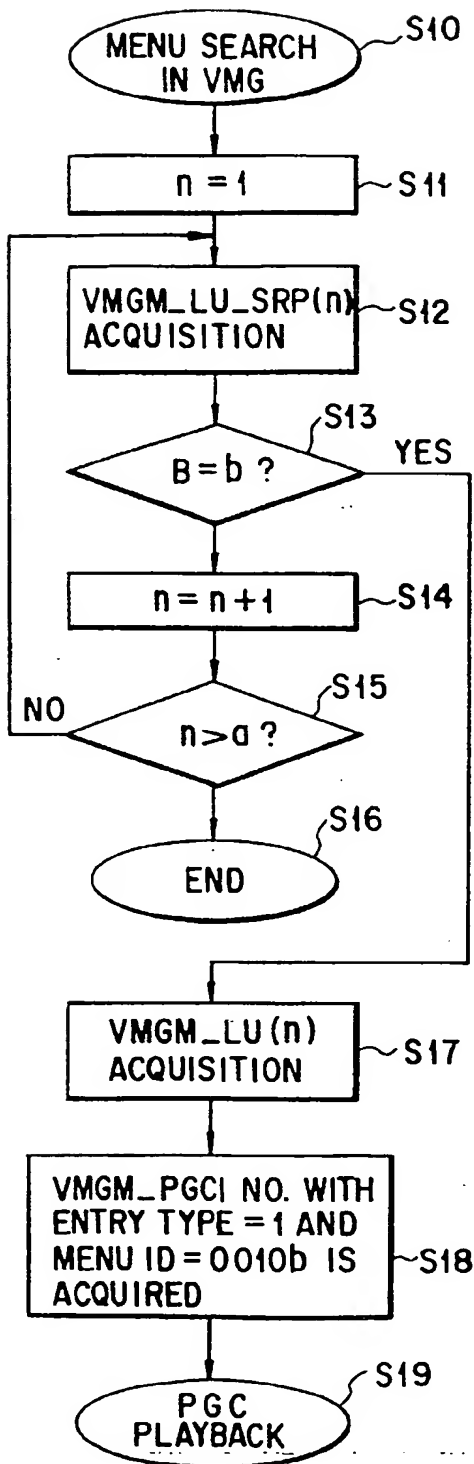 S10
MENU SEARCH
IN VMG
n = 1
S11
VMGM_LU_SRP(n)
ACQUISITION
S12
S13
B = b ?
YES
n = n + 1
S14
S15
NO
n > a ?
S16
END
VMGM_LU(n)
ACQUISITION
S17
VMGM_PGCI NO. WITH
ENTRY TYPE = 1 AND
MENU ID = 0010b IS
ACQUIRED
S18
S19
PGC
PLAYBACK